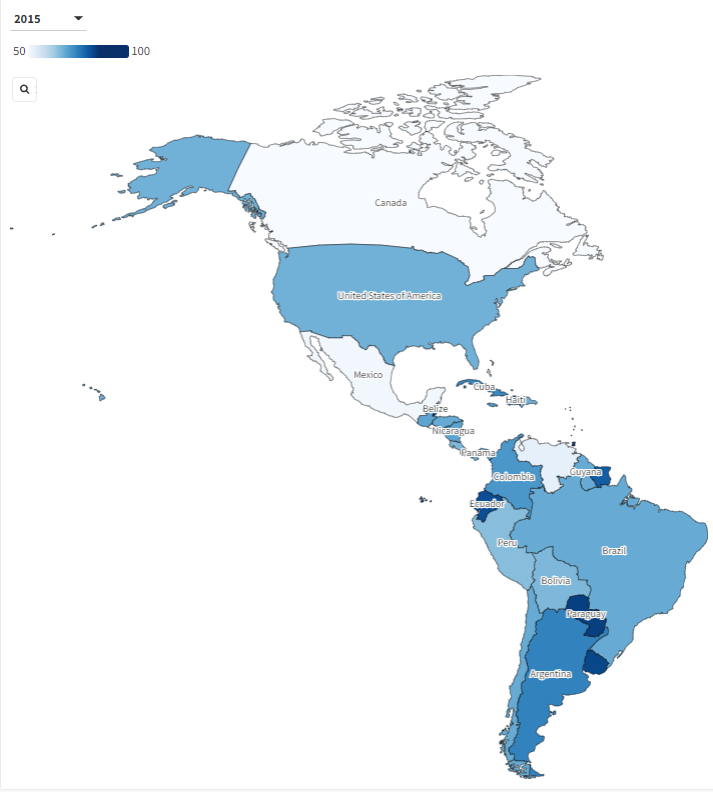 2015
50 100
Canada
United States of America
Mexico
Cuba
Haiti
Belize
Nicaragua
Panama
Guyana
Colombia
Ecuador
Peru
Brazil
Bolivia
Paraguay
Argentina